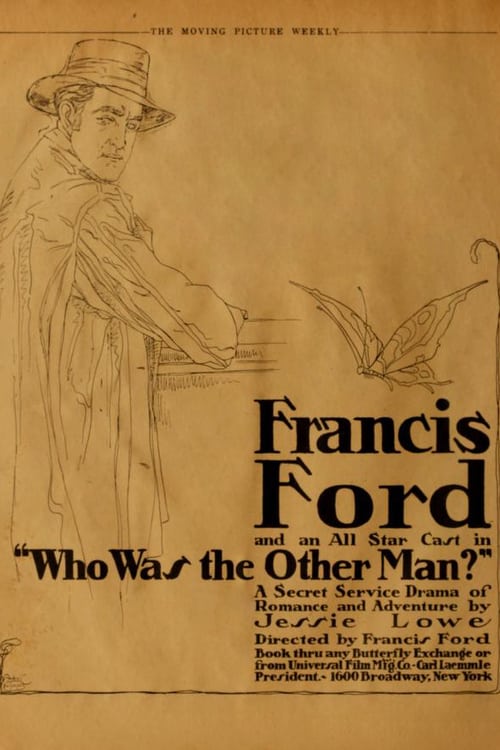 THE MOVING PICTURE WEEKLY
Francis
Ford
and an All Star Cast in
"Who Was the Other Man?"
A Secret Service Drama of
Romance and Adventure by
Jessie Lowe
Directed by Francis Ford
Book thru any Butterfly Exchange or
from Universal Film Mfg. Co. - Carl Laemmle
President. - 1600 Broadway, New York